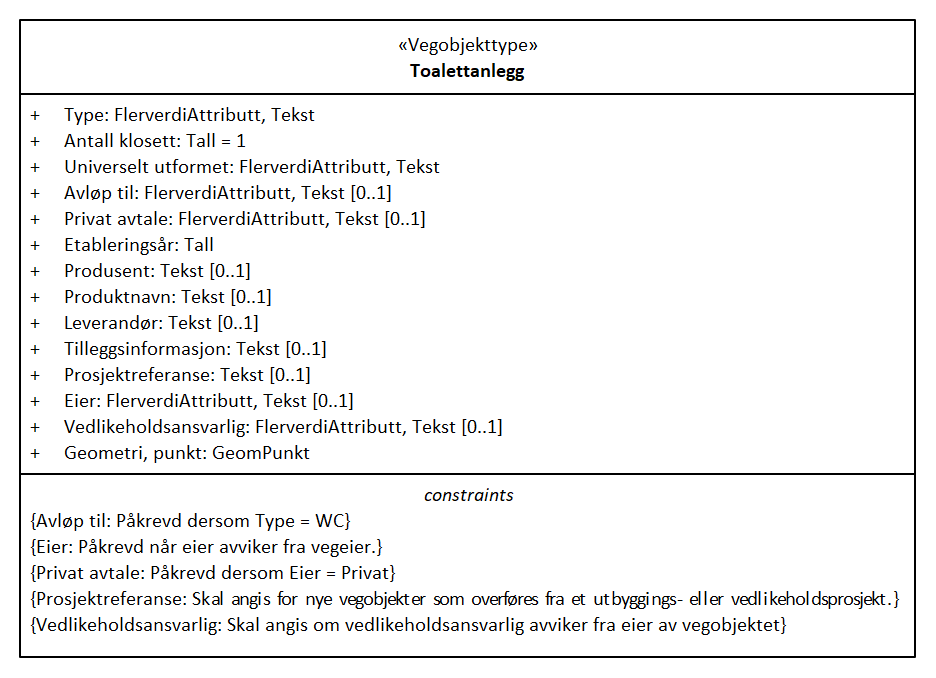 «Vegobjekttype»
Toalettanlegg
+ Type: FlerverdiAttributt, Tekst
+ Antall klosett: Tall = 1
+ Universelt utformet: FlerverdiAttributt, Tekst
+ Avløp til: FlerverdiAttributt, Tekst [0..1]
+ Privat avtale: FlerverdiAttributt, Tekst [0..1]
+ Etableringsår: Tall
+ Produsent: Tekst [0..1]
+ Produktnavn: Tekst [0..1]
+ Leverandør: Tekst [0..1]
+ Tilleggsinformasjon: Tekst [0..1]
+ Prosjektreferanse: Tekst [0..1]
+ Eier: FlerverdiAttributt, Tekst [0..1]
+ Vedlikeholdsansvarlig: FlerverdiAttributt, Tekst [0..1]
+ Geometri, punkt: GeomPunkt
constraints
{Avløp til: Påkrevd dersom Type = WC}
{Eier: Påkrevd når eier avviker fra vegeier.}
{Privat avtale: Påkrevd dersom Eier = Privat}
{Prosjektreferanse: Skal angis for nye vegobjekter som overføres fra et utbyggings- eller vedlikeholdsprosjekt.}
{Vedlikeholdsansvarlig: Skal angis om vedlikeholdsansvarlig avviker fra eier av vegobjektet}